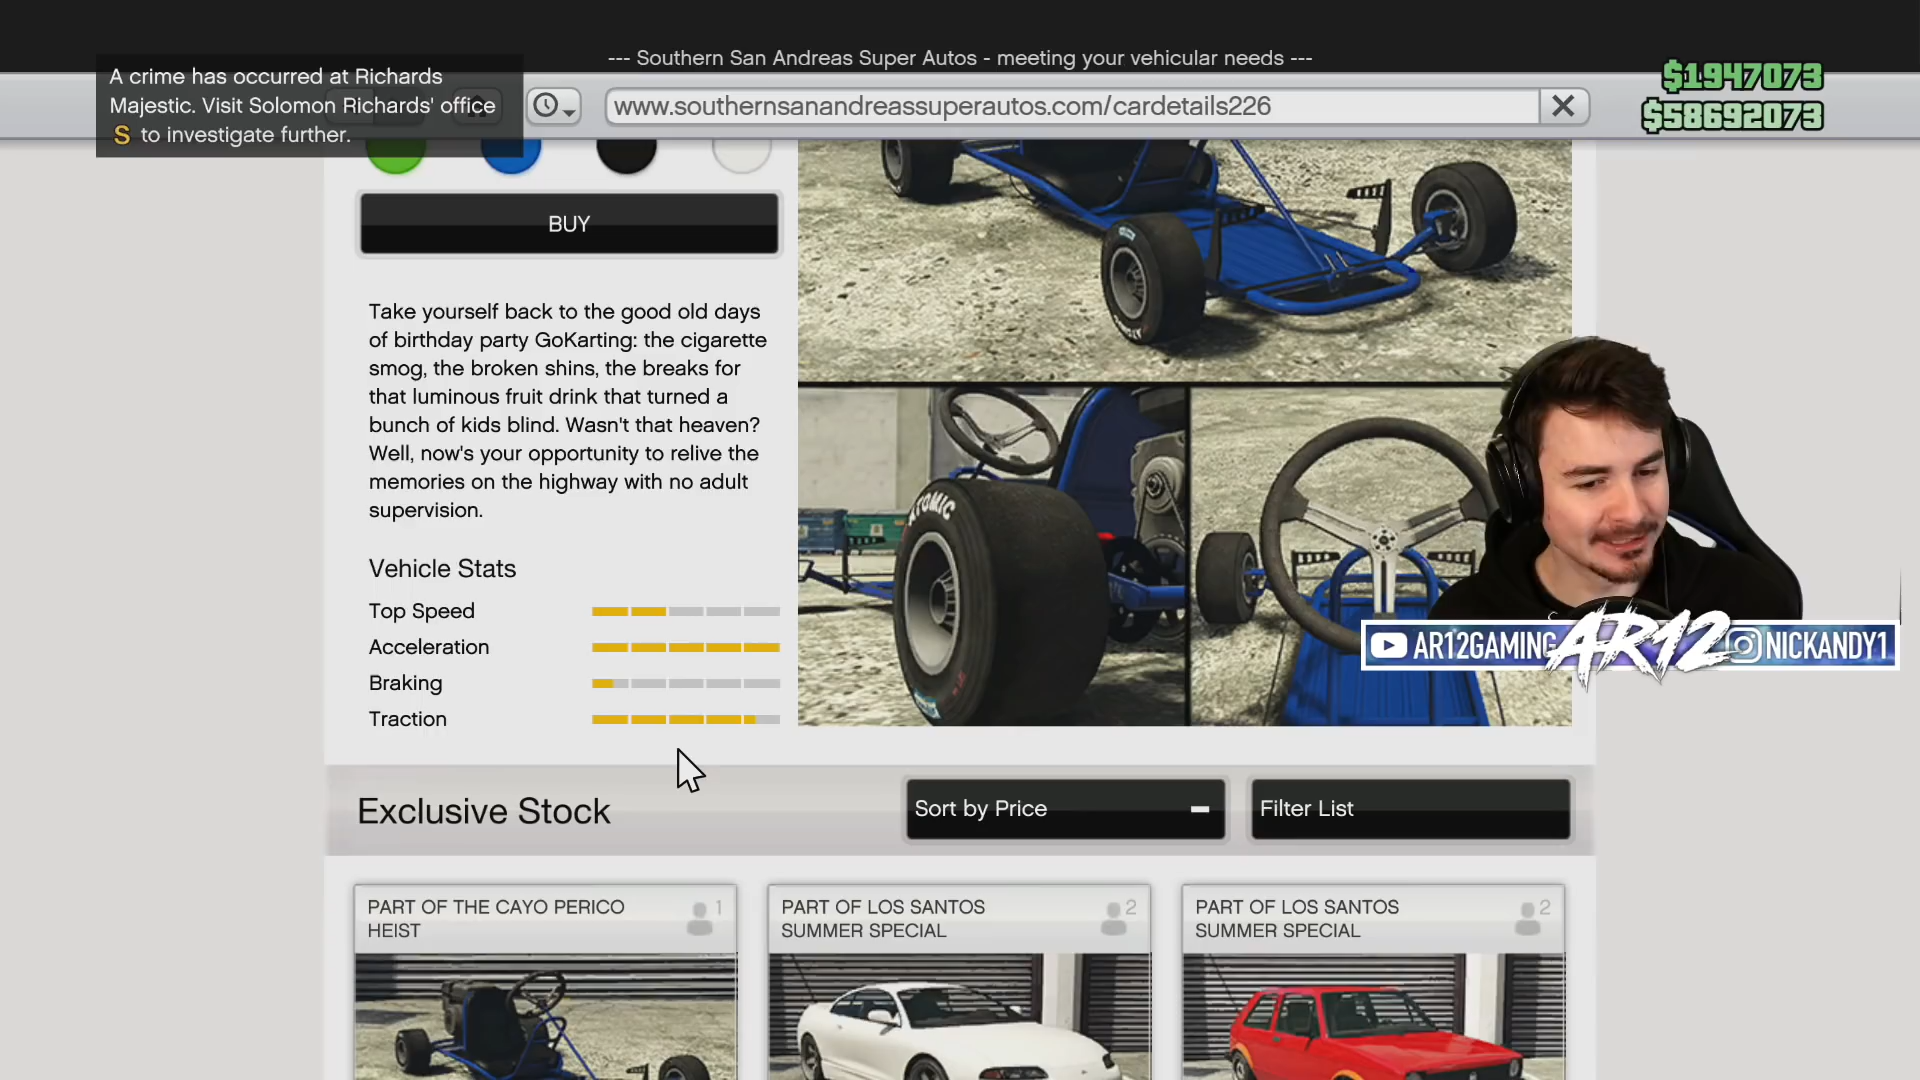 --- Southern San Andreas Super Autos - meeting your vehicular needs ---
A crime has occurred at Richards
Majestic. Visit Solomon Richards' office
S to investigate further.
www.southernsanandreassuperautos.com/cardetails226
$1947073
$58692073
BUY
Take yourself back to the good old days
of birthday party GoKarting: the cigarette
smog, the broken shins, the breaks for
that luminous fruit drink that turned a
bunch of kids blind. Wasn't that heaven?
Well, now's your opportunity to relive the
memories on the highway with no adult
supervision.
Vehicle Stats
Top Speed
Acceleration
Braking
Traction
ATOMIC
AR12GAMING
AR12
NICKANDY1
Exclusive Stock
Sort by Price
Filter List
PART OF THE CAYO PERICO
HEIST
1
PART OF LOS SANTOS
SUMMER SPECIAL
2
PART OF LOS SANTOS
SUMMER SPECIAL
2